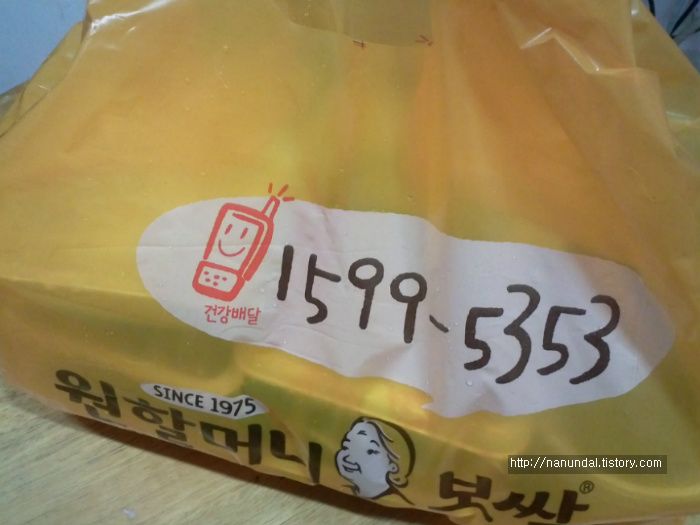 건강배달
1599-5353
SINCE 1975
원할머니 보쌈®
http://nanundal.tistory.com